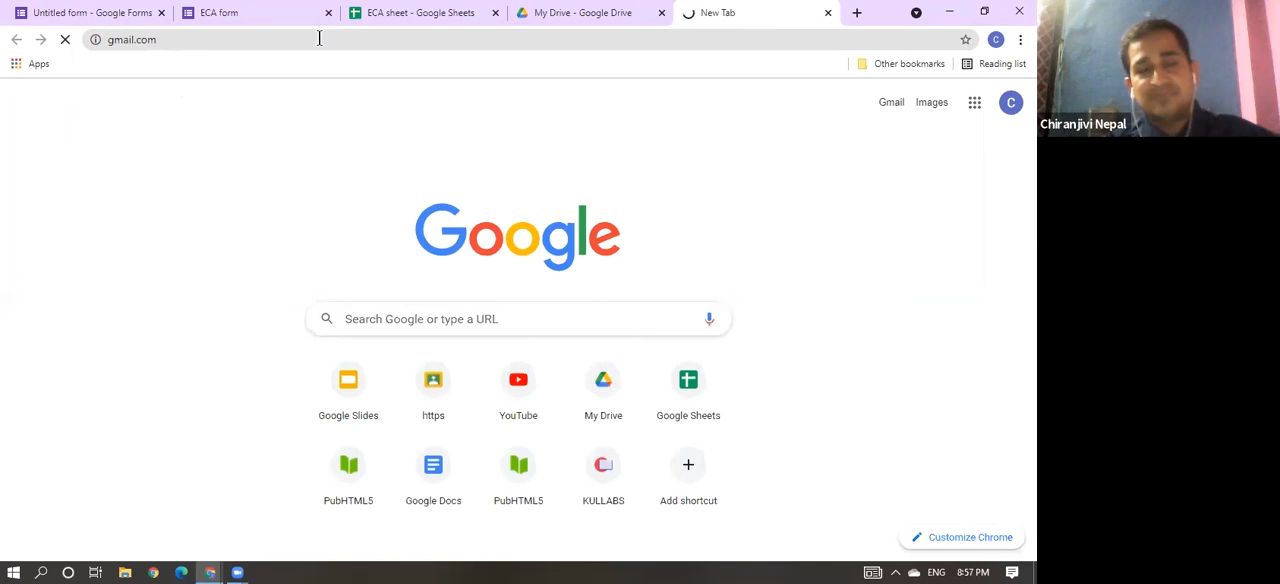 Untitled form - Google Forms
ECA form
ECA sheet - Google Sheets
My Drive - Google Drive
New Tab
gmail.com
C
Apps
Other bookmarks
Reading list
Gmail
Images
C
Chiranjivi Nepal
Google
Search Google or type a URL
Google Slides
https
YouTube
My Drive
Google Sheets
PubHTML5
Google Docs
PubHTML5
KULLABS
Add shortcut
Customize Chrome
ENG
8:57 PM